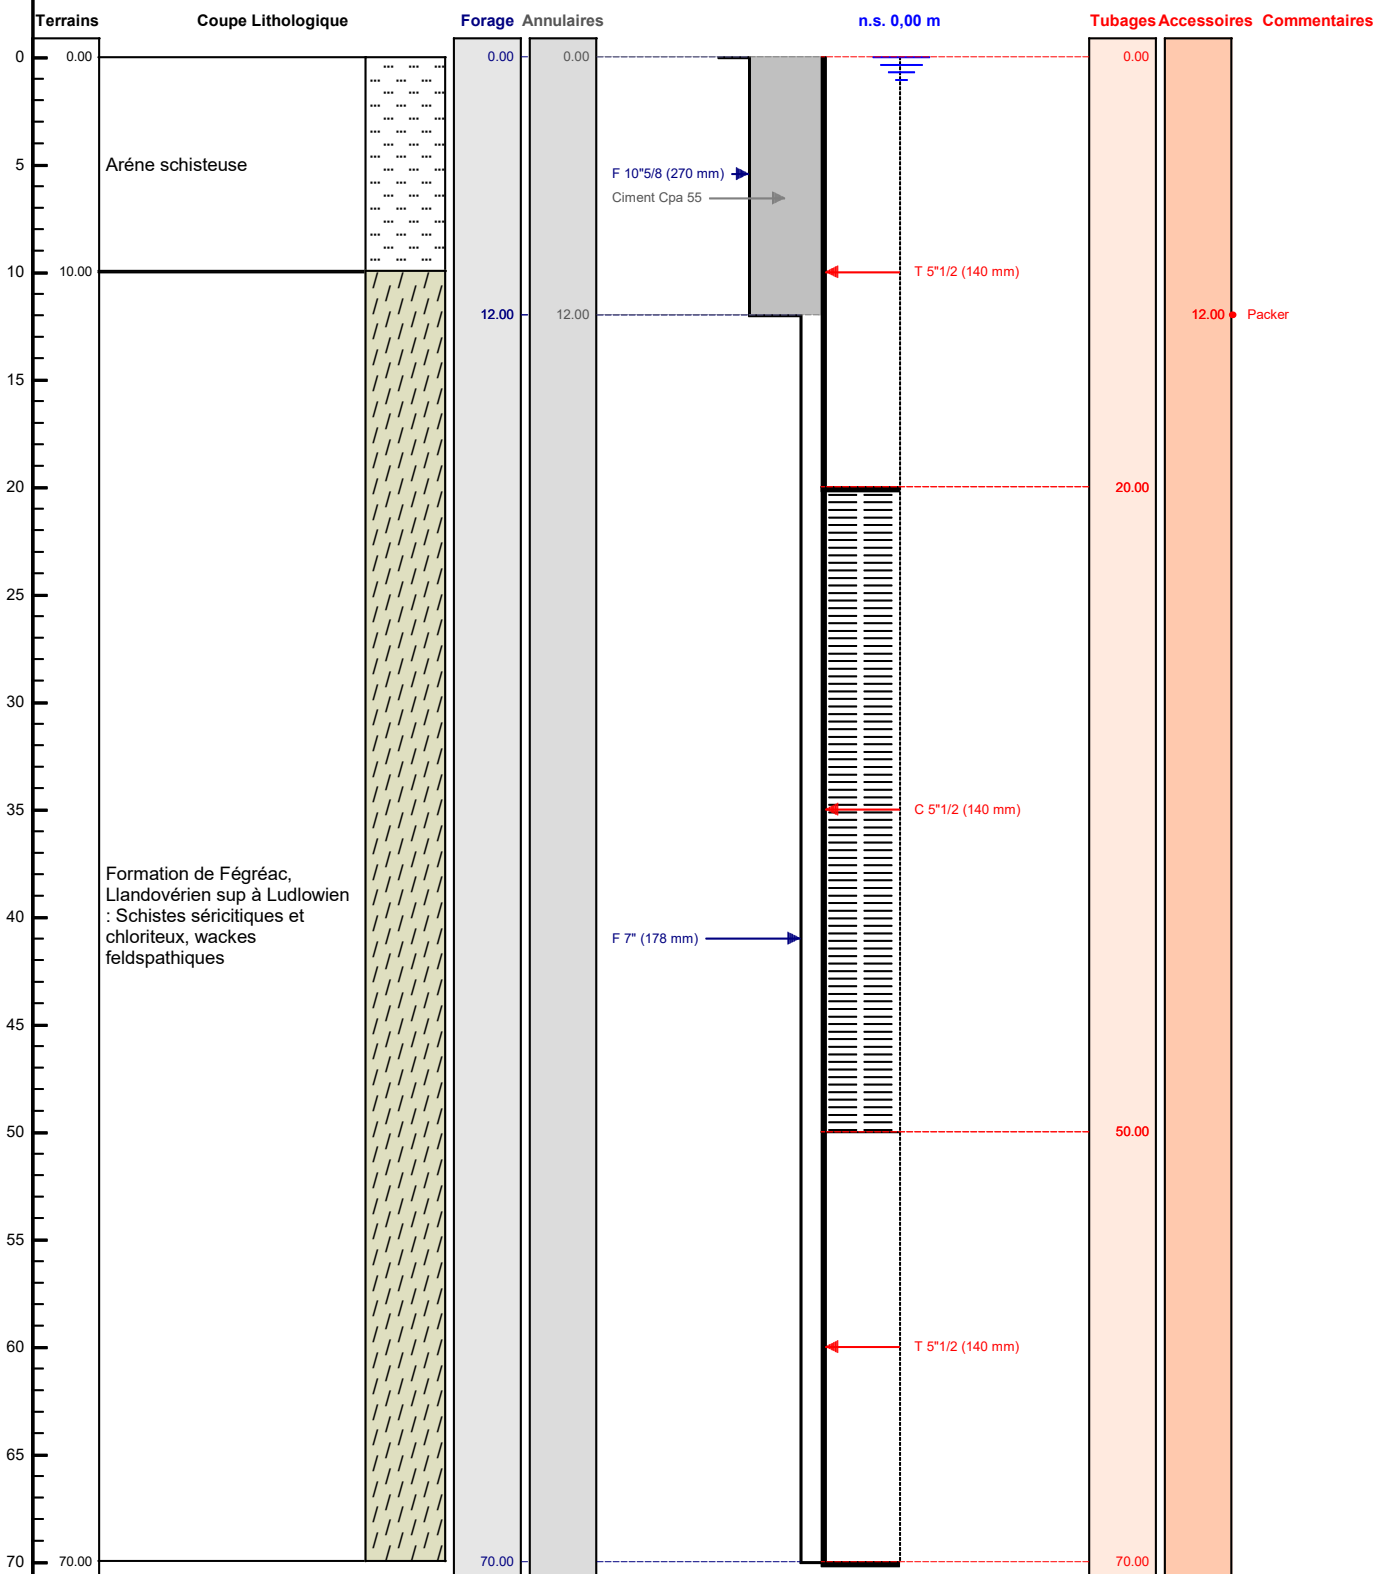 Terrains Coupe Lithologique Forage Annulaires n.s. 0,00 m Tubages Accessoires Commentaires
0 0.00 0.00 0.00 0.00
5 Aréne schisteuse
F 10"5/8 (270 mm)
Ciment Cpa 55
10 10.00 T 5"1/2 (140 mm)
12.00 12.00 12.00 Packer
15
20 20.00
25
30
35 C 5"1/2 (140 mm)
Formation de Fégréac,
Llandovérien sup à Ludlowien
40 : Schistes séricitiques et
chloriteux, wackes
feldspathiques
F 7" (178 mm)
45
50 50.00
55
60 T 5"1/2 (140 mm)
65
70 70.00 70.00 70.00